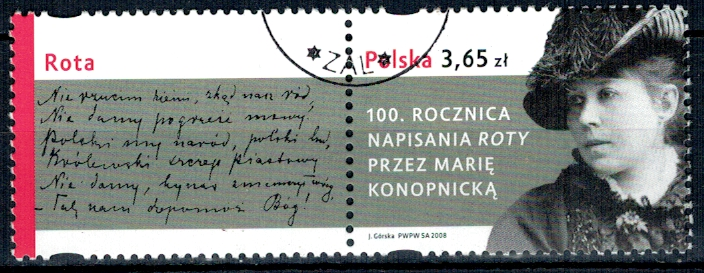 Rota
Nie rzucim ziemi, skąd nasz ród,
Nie damy pogrześć mowy!
Polski my naród, polski lud,
Królewski szczep Piastowy
Nie damy, by nas
Tak nam dopomóż Bóg!
ZAL
Polska 3,65 zł
100. ROCZNICA
NAPISANIA ROTY
PRZEZ MARIĘ
KONOPNICKĄ
J. Górska PWPW SA 2008